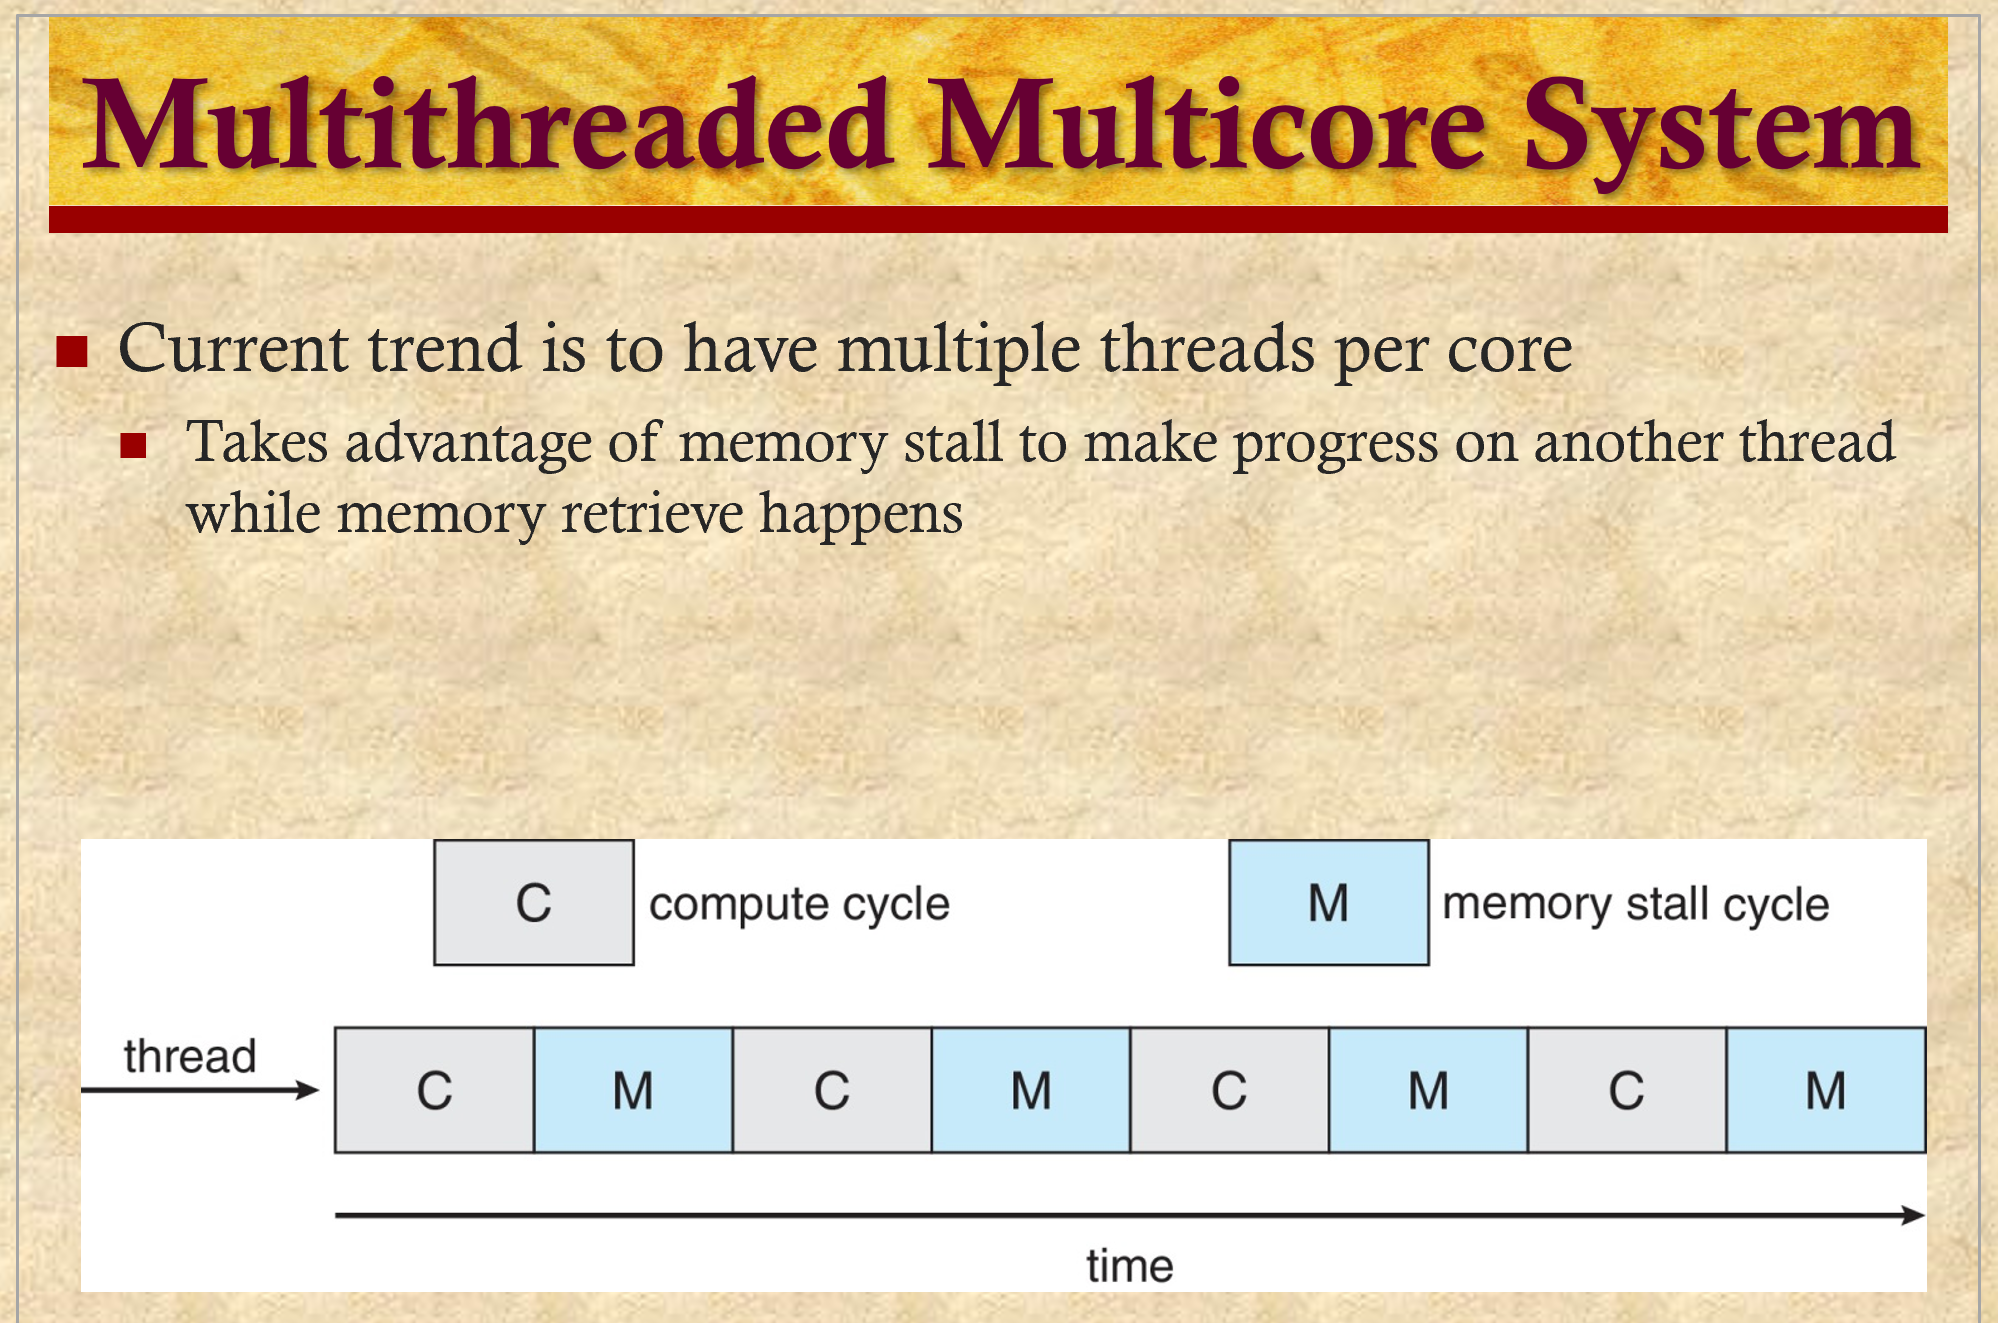 Multithreaded Multicore System
Current trend is to have multiple threads per core
Takes advantage of memory stall to make progress on another thread
while memory retrieve happens
C compute cycle M memory stall cycle
thread
C M C M C M C M
time